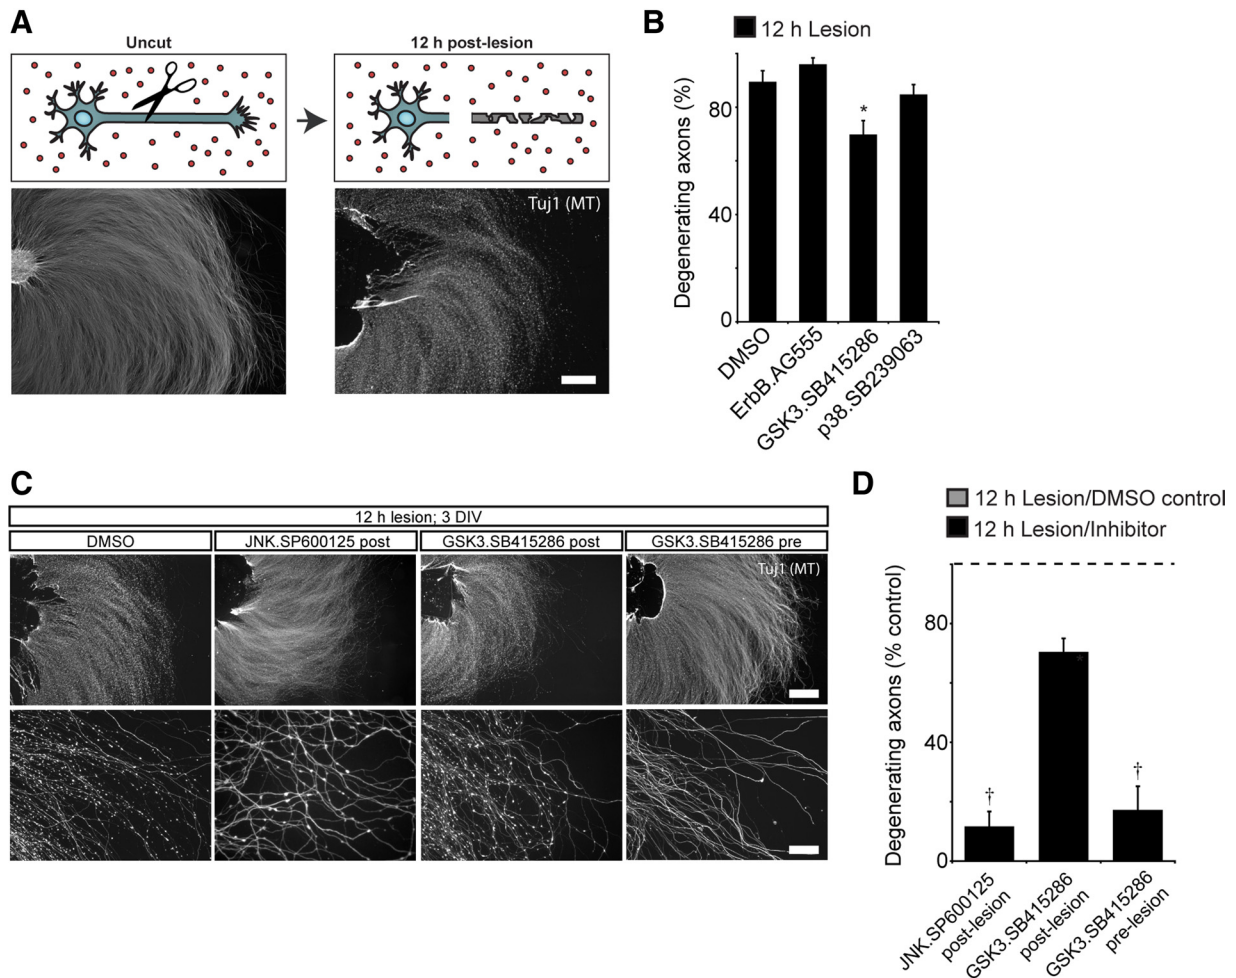 A
Uncut
12 h post-lesion
Tuj1 (MT)
B
12 h Lesion
Degenerating axons (%)
80
40
0
*
DMSO
ErbB.AG555
GSK3.SB415286
p38.SB239063
C
12 h lesion; 3 DIV
DMSO
JNK.SP600125 post
GSK3.SB415286 post
GSK3.SB415286 pre
Tuj1 (MT)
D
12 h Lesion/DMSO control
12 h Lesion/Inhibitor
Degenerating axons (% control)
80
40
0
†
*
†
JNK.SP600125
post-lesion
GSK3.SB415286
post-lesion
GSK3.SB415286
pre-lesion